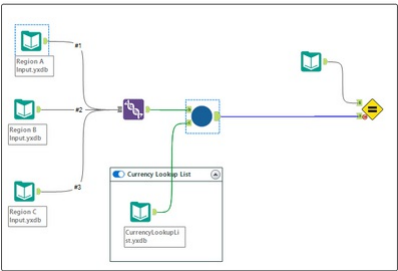 #1
Region A
Input.yxdb
#2
Region B
Input.yxdb
#3
Region C
Input.yxdb
Currency Lookup List
CurrencyLookupLi
st.yxdb